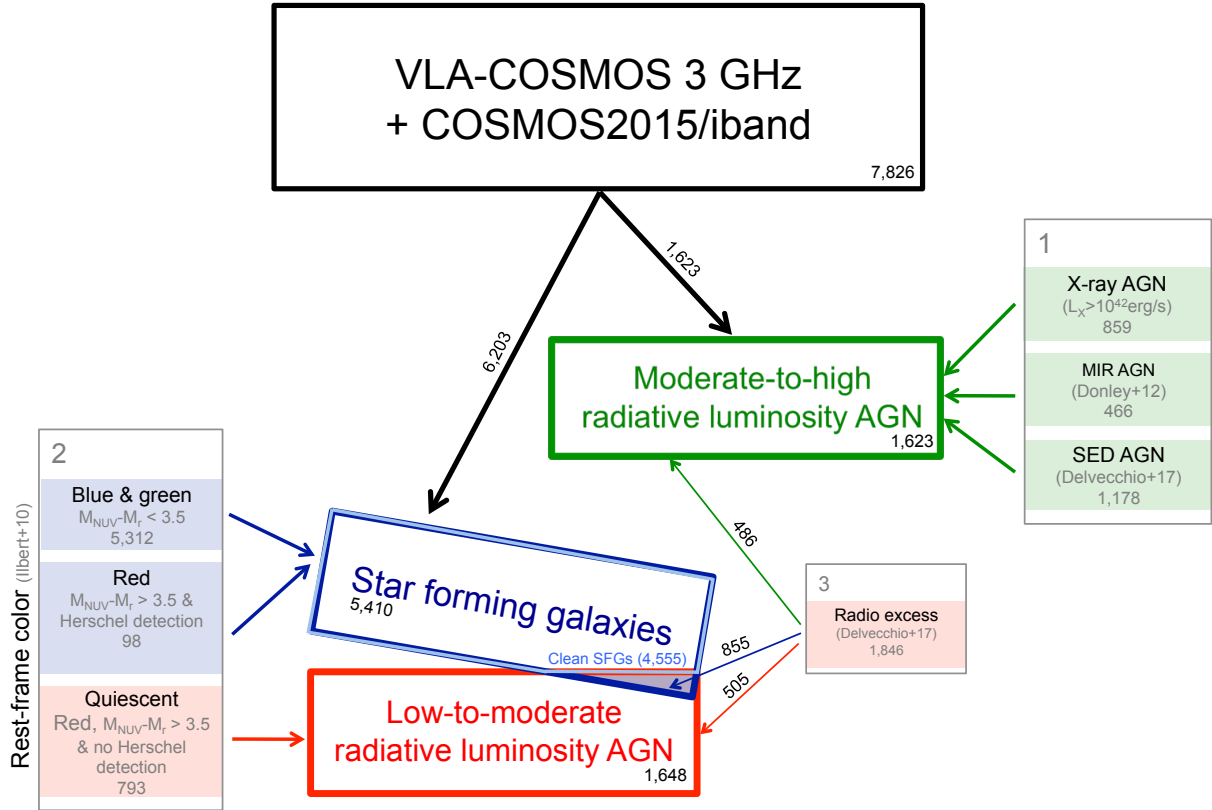 VLA-COSMOS 3 GHz
+ COSMOS2015/iband
7,826
1,623
6,203
1
X-ray AGN
(L_X>10^42erg/s)
859
MIR AGN
(Donley+12)
466
SED AGN
(Delvecchio+17)
1,178
Moderate-to-high
radiative luminosity AGN
1,623
Rest-frame color (Ilbert+10)
2
Blue & green
M_NUV-M_r < 3.5
5,312
Red
M_NUV-M_r > 3.5 &
Herschel detection
98
Quiescent
Red, M_NUV-M_r > 3.5
& no Herschel
detection
793
Star forming galaxies
5,410
Clean SFGs (4,555)
486
855
505
3
Radio excess
(Delvecchio+17)
1,846
Low-to-moderate
radiative luminosity AGN
1,648